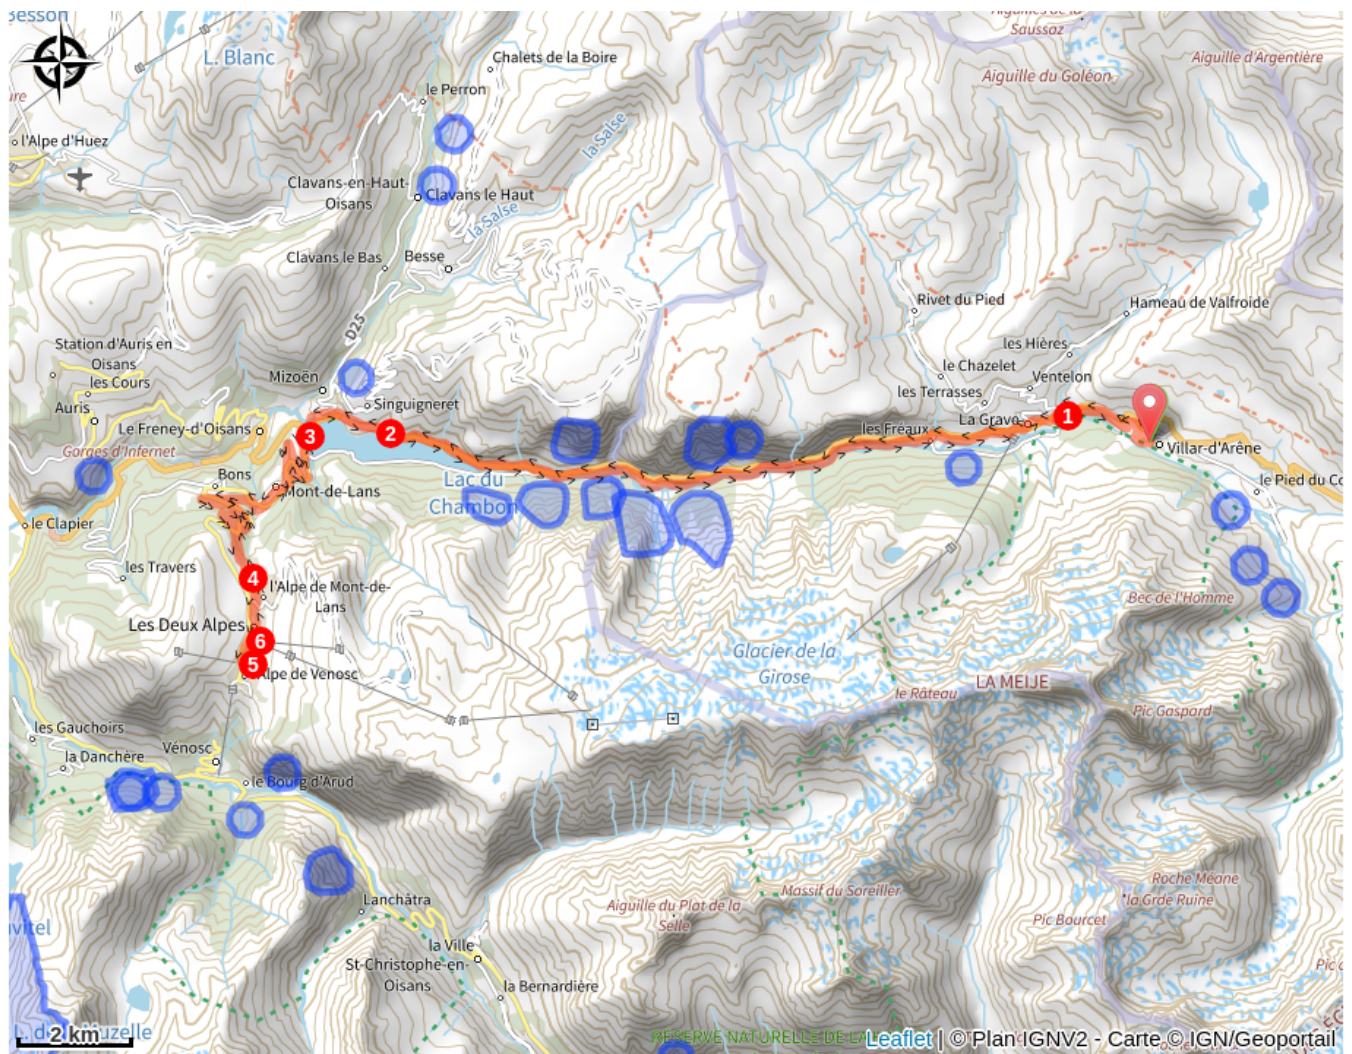 Besson
Aiguilles de la
Saussaz
L. Blanc
Chalets de la Boire
Aiguille d'Argentière
Aiguille du Goléon
le Perron
l'Alpe d'Huez
la Salse
Clavans-en-Haut-
Oisans
Clavans le Haut
la Salse
Clavans le Bas
Besse
D25
Rivet du Pied
Hameau de Valfroide
Station d'Auris en
Oisans
les Cours
les Hières
le Chazelet
Ventelon
Mizoën
les Terrasses
Auris
Singuigneret
1
La Grave
Le Freney-d'Oisans
3
2
les Fréaux
Villar-d'Arêne
Gorges d'Infernet
Bons
Mont-de-Lans
Lac du
Chambon
le Pied du Co
le Clapier
les Travers
4
l'Alpe de Mont-de-
Lans
Bec de l'Homme
Les Deux Alpes
6
5
Alpe de Venosc
Glacier de la
Girose
LA MEIJE
le Râteau
Pic Gaspard
les Gauchoirs
la Danchère
Vénosc
le Bourg d'Arud
Massif du Soreiller
Roche Méane
la Grde Ruine
Lanchâtra
Aiguille du Plat de la
Selle
Pic Bourcet
la Ville
St-Christophe-en-
Oisans
la Bernardière
2 km
Leaflet | © Plan IGNV2 - Carte © IGN/Geoportail